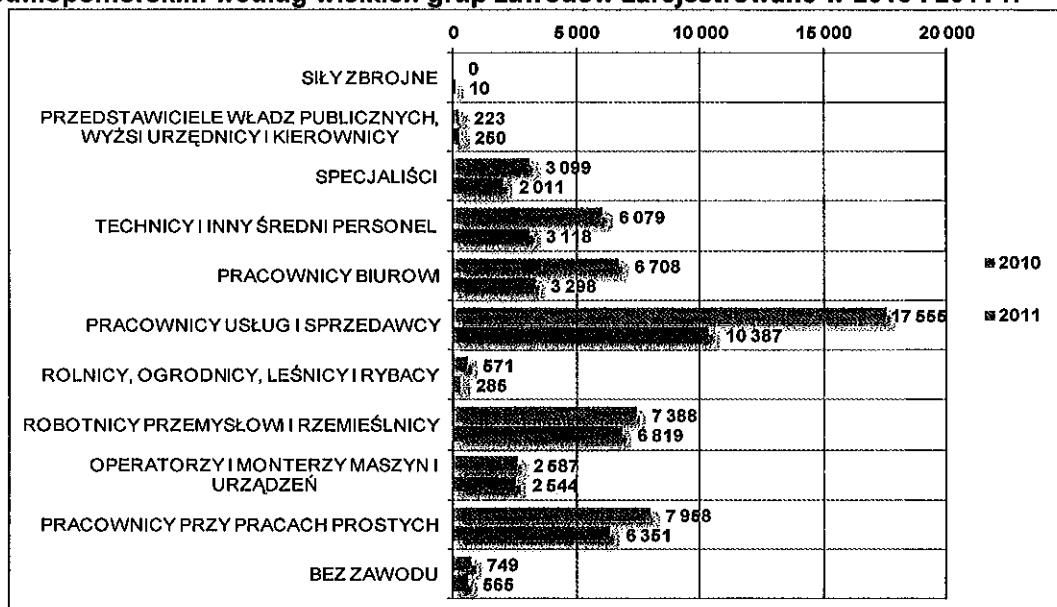 według wielkich grup zawodów zarejestrowane w 2010 i 2011 r.
0 5 000 10 000 15 000 20 000
SIŁY ZBROJNE
0
10
PRZEDSTAWICIELE WŁADZ PUBLICZNYCH,
WYŻSI URZĘDNICY I KIEROWNICY
223
250
SPECJALIŚCI
3 099
2 011
TECHNICY I INNY ŚREDNI PERSONEL
6 079
3 118
PRACOWNICY BIUROWI
6 708
3 298
PRACOWNICY USŁUG I SPRZEDAWCY
17 555
10 387
ROLNICY, OGRODNICY, LEŚNICY I RYBACY
571
285
ROBOTNICY PRZEMYSŁOWI I RZEMIEŚLNICY
7 388
6 819
OPERATORZY I MONTERZY MASZYN I
URZĄDZEŃ
2 587
2 544
PRACOWNICY PRZY PRACACH PROSTYCH
7 958
6 351
BEZ ZAWODU
749
565
2010
2011